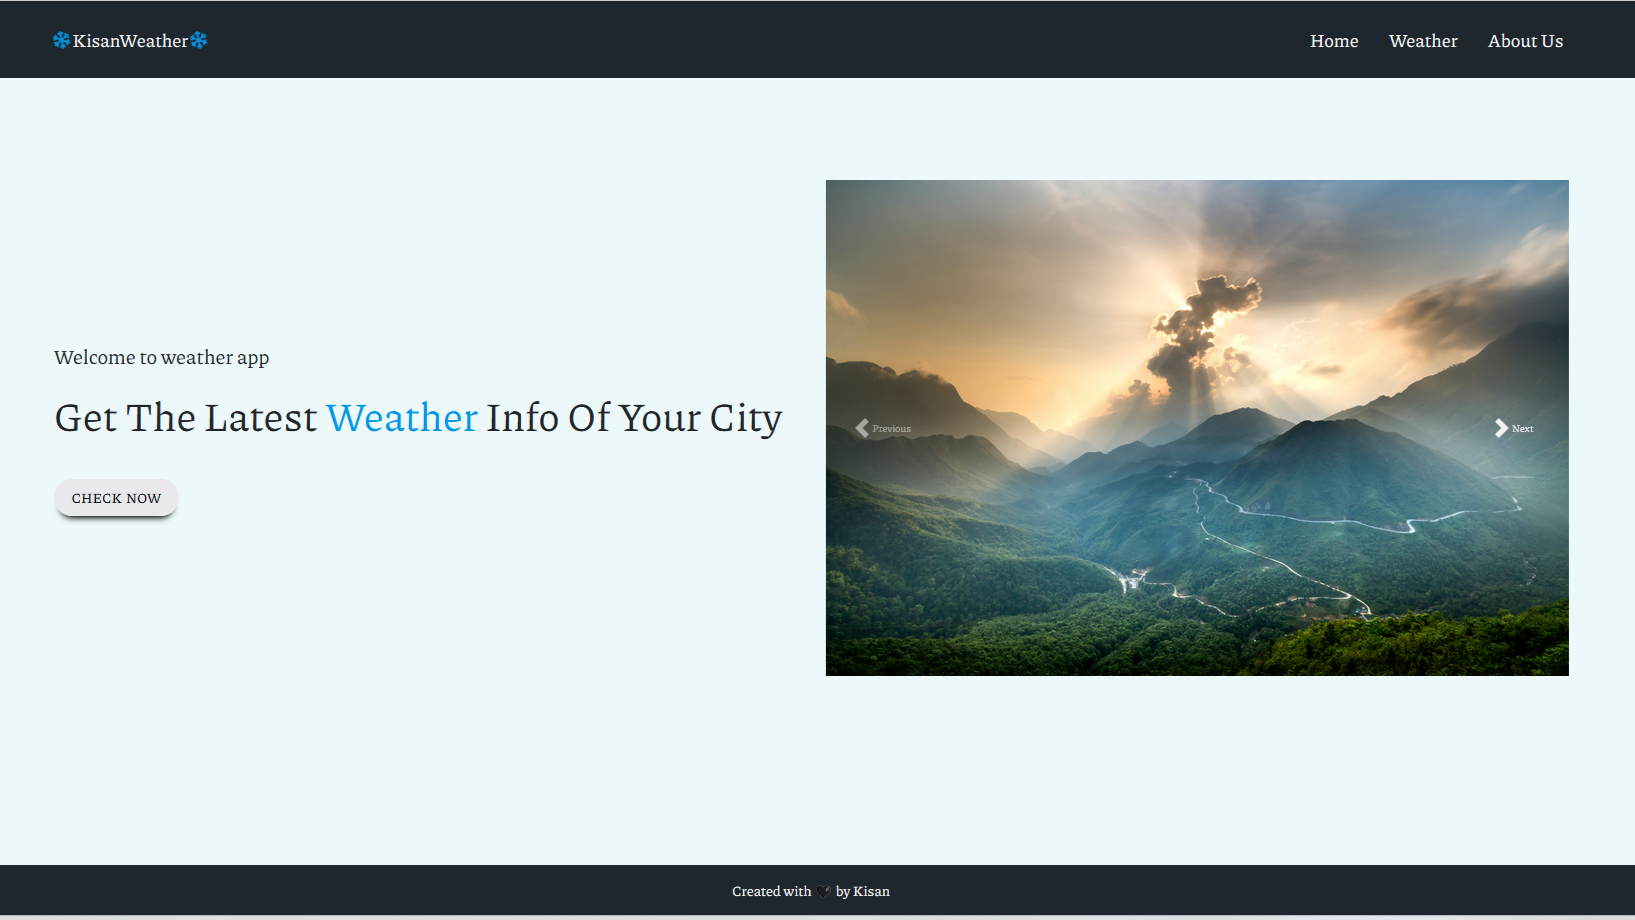 ❄KisanWeather❄
Home Weather About Us
Welcome to weather app
Get The Latest Weather Info Of Your City
CHECK NOW
Previous
Next
Created with 🖤 by Kisan